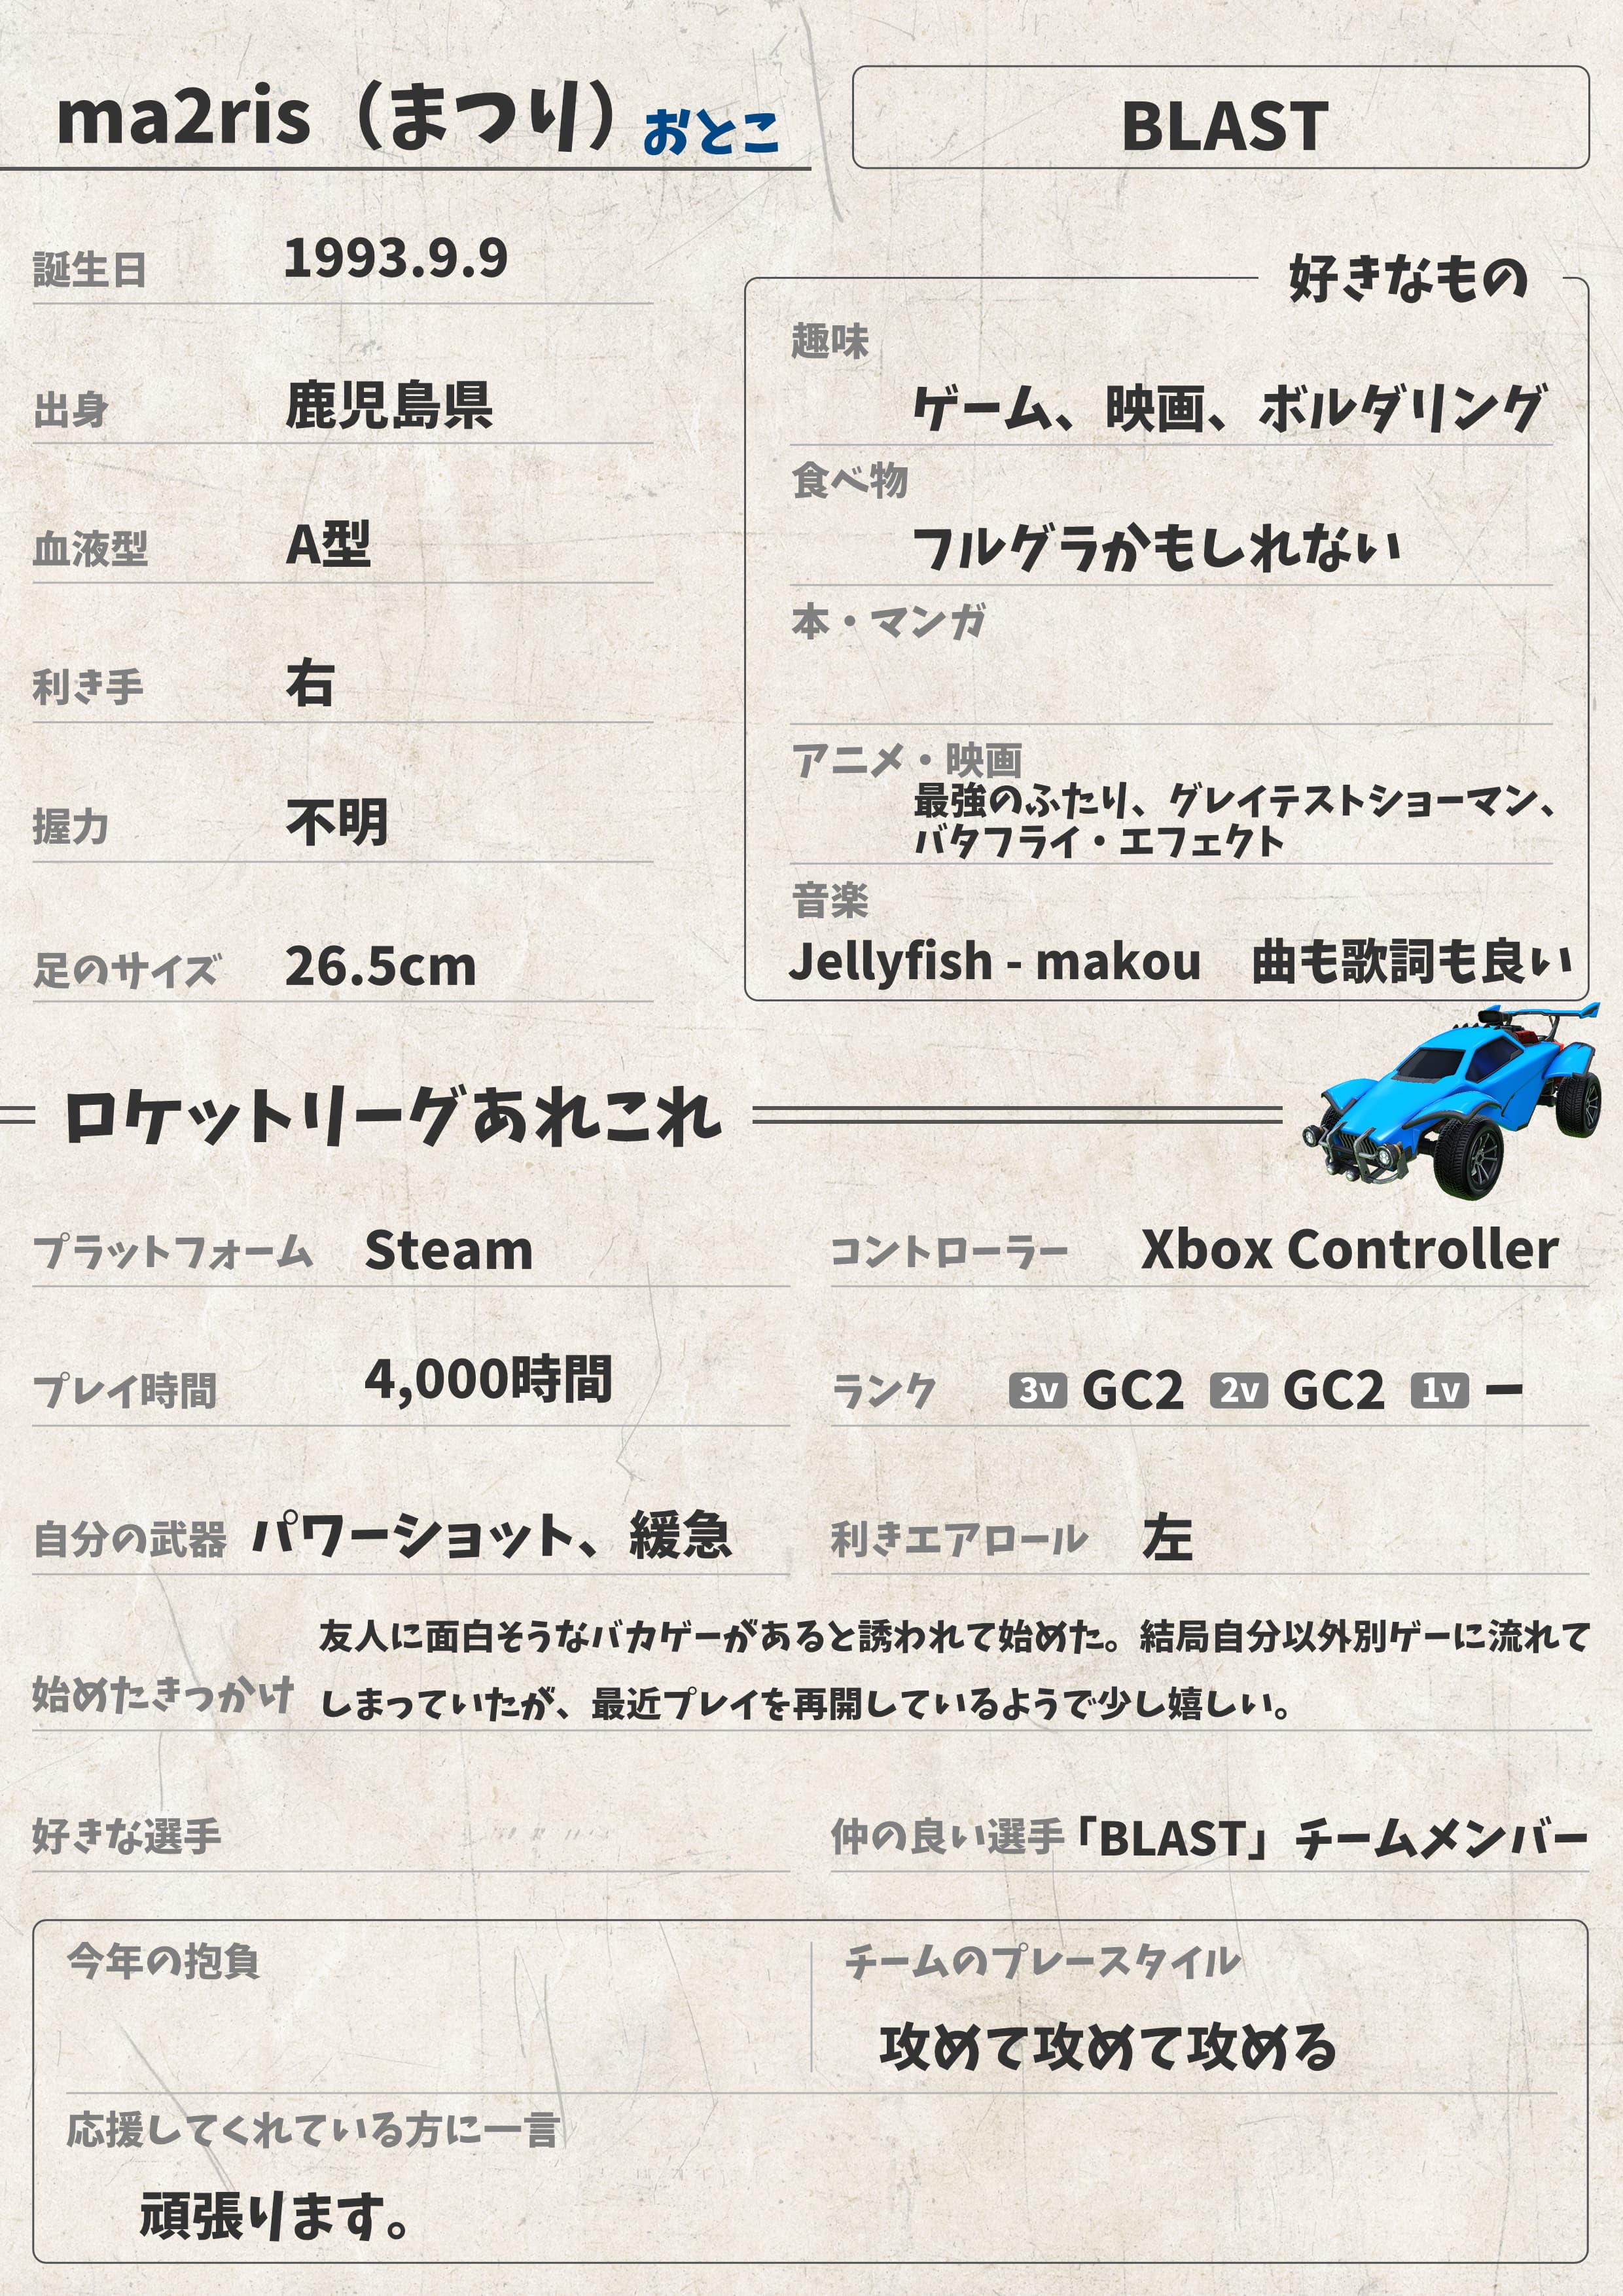 ma2ris（まつり） おとこ
BLAST
誕生日 1993.9.9
出身 鹿児島県
血液型 A型
利き手 右
握力 不明
足のサイズ 26.5cm
好きなもの
趣味
ゲーム、映画、ボルダリング
食べ物
フルグラかもしれない
本・マンガ
アニメ・映画
最強のふたり、グレイテストショーマン、
バタフライ・エフェクト
音楽
Jellyfish - makou　曲も歌詞も良い
ロケットリーグあれこれ
プラットフォーム Steam
コントローラー Xbox Controller
プレイ時間 4,000時間
ランク 3v GC2 2v GC2 1v ー
自分の武器 パワーショット、緩急
利きエアロール 左
始めたきっかけ 友人に面白そうなバカゲーがあると誘われて始めた。結局自分以外別ゲーに流れて
しまっていたが、最近プレイを再開しているようで少し嬉しい。
好きな選手
仲の良い選手 「BLAST」チームメンバー
今年の抱負
チームのプレースタイル
攻めて攻めて攻める
応援してくれている方に一言
頑張ります。